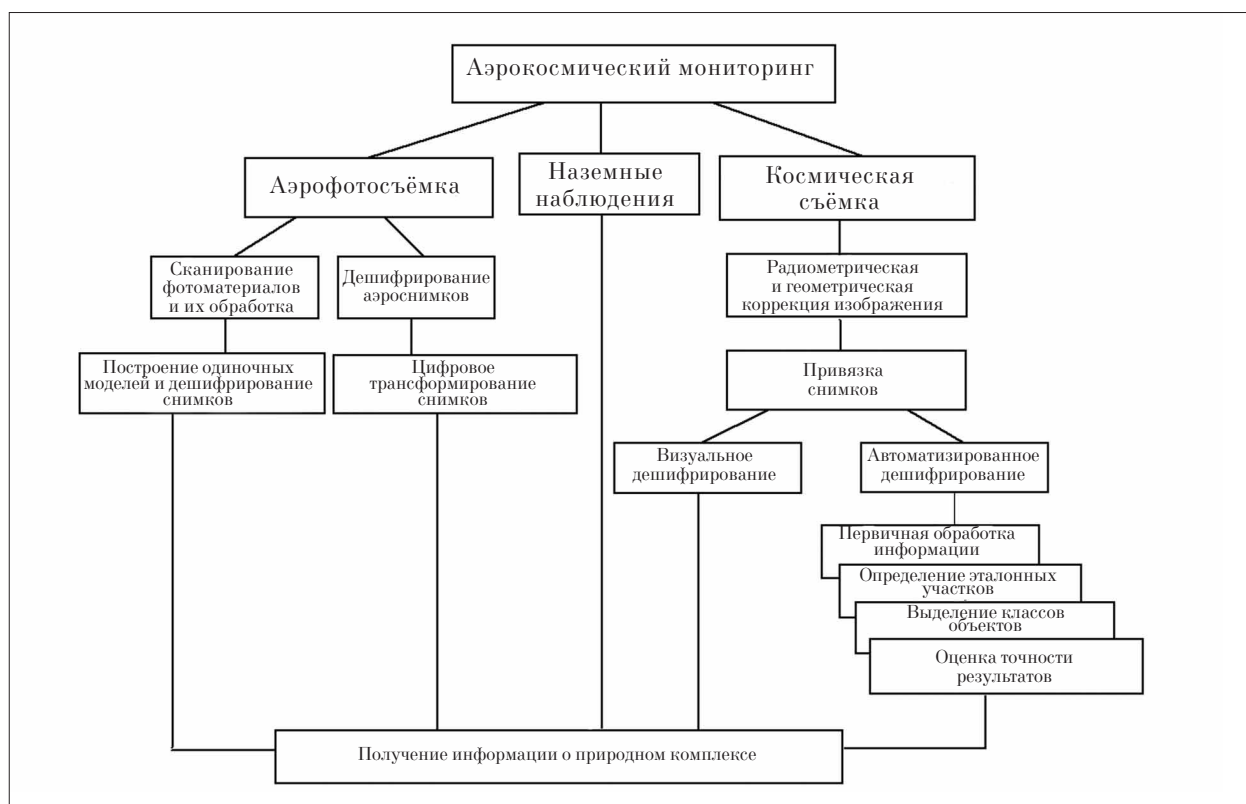 Аэрокосмический мониторинг
Аэрофотосъёмка
Наземные
наблюдения
Космическая
съёмка
Сканирование
фотоматериалов
и их обработка
Дешифрирование
аэроснимков
Радиометрическая
и геометрическая
коррекция изображения
Построение одиночных
моделей и дешифрирование
снимков
Цифровое
трансформирование
снимков
Привязка
снимков
Визуальное
дешифрирование
Автоматизированное
дешифрирование
Первичная обработка
информации
Определение эталонных
участков
Выделение классов
объектов
Оценка точности
результатов
Получение информации о природном комплексе